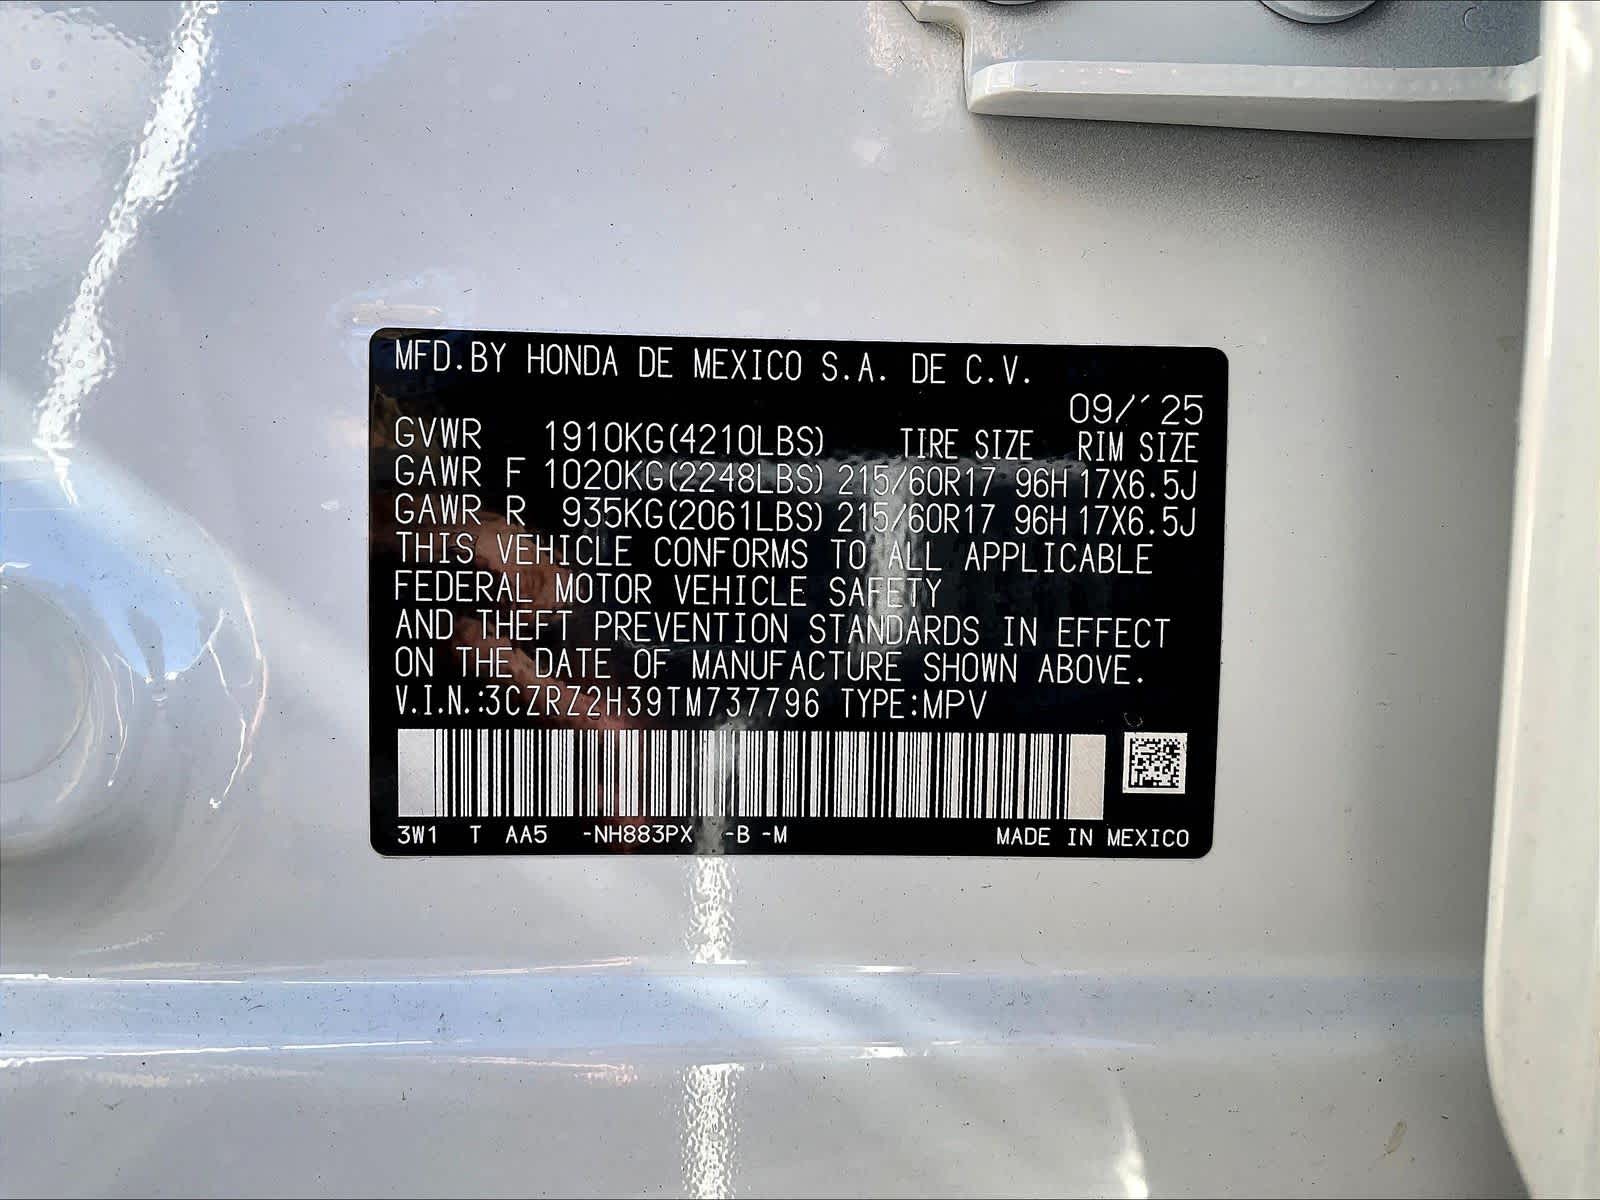 MFD.BY HONDA DE MEXICO S.A. DE C.V.
09/´25
GVWR 1910KG(4210LBS) TIRE SIZE RIM SIZE
GAWR F 1020KG(2248LBS) 215/60R17 96H 17X6.5J
GAWR R 935KG(2061LBS) 215/60R17 96H 17X6.5J
THIS VEHICLE CONFORMS TO ALL APPLICABLE
FEDERAL MOTOR VEHICLE SAFETY
AND THEFT PREVENTION STANDARDS IN EFFECT
ON THE DATE OF MANUFACTURE SHOWN ABOVE.
V.I.N.:3CZRZ2H39TM737796 TYPE:MPV
3W1 T AA5 -NH883PX -B -M MADE IN MEXICO